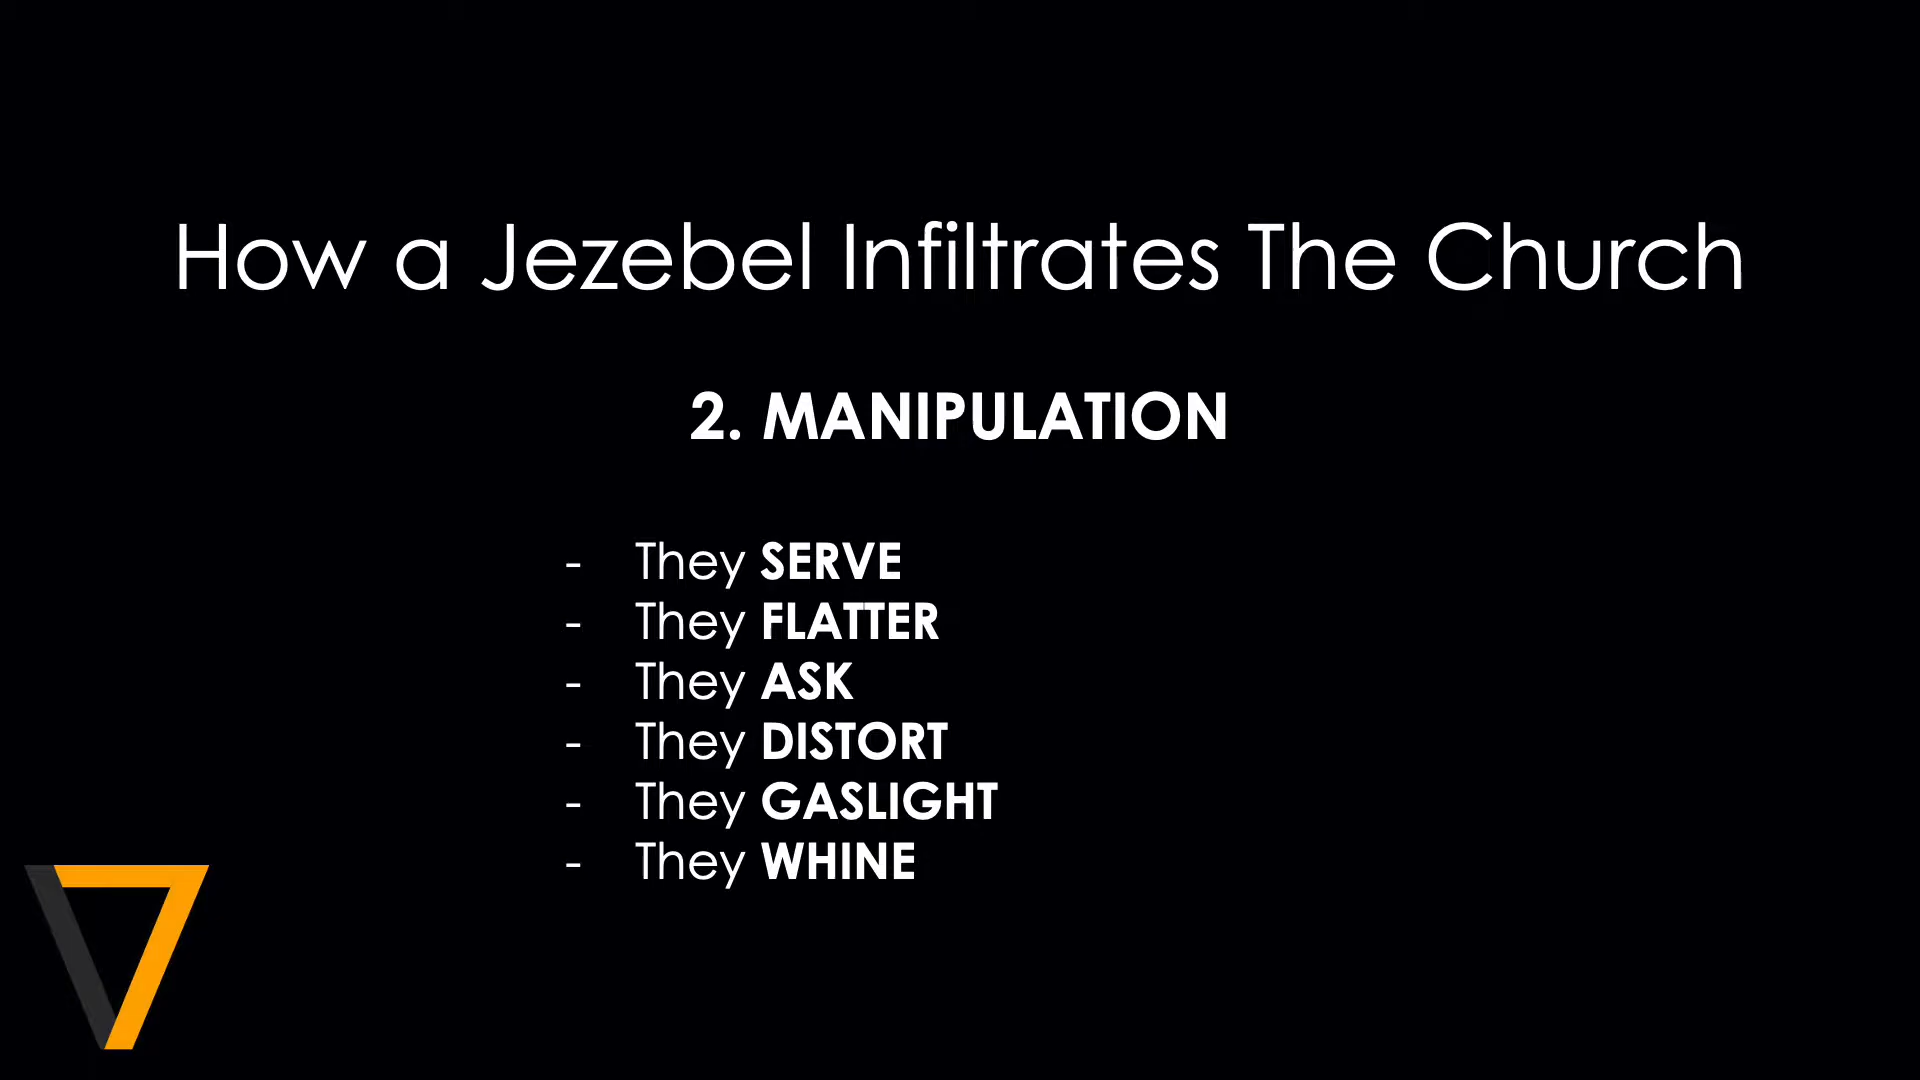 How a Jezebel Infiltrates The Church
2. MANIPULATION
- They SERVE
- They FLATTER
- They ASK
- They DISTORT
- They GASLIGHT
- They WHINE